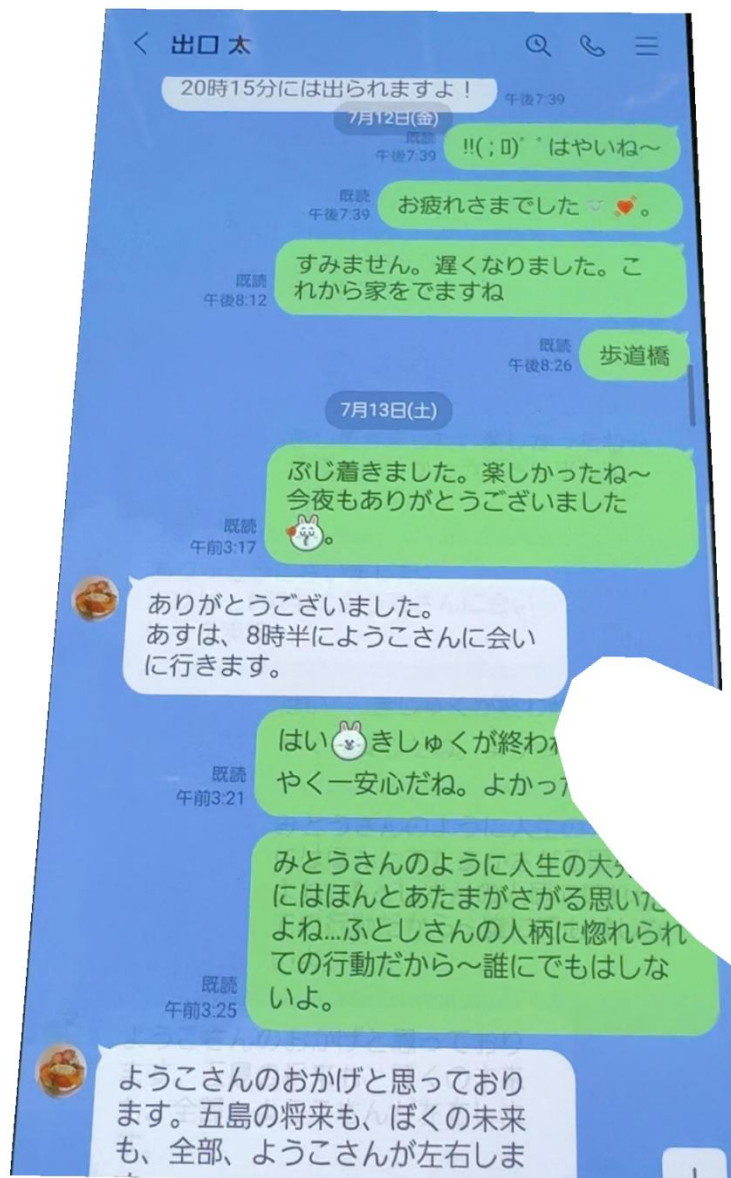 出口 太
20時15分には出られますよ！
午後7:39
7月12日(金)
既読
午後7:39
!!( ; ロ)ﾟ ﾟはやいね〜
既読
午後7:39
お疲れさまでした 。
すみません。遅くなりました。こ
れから家をでますね
既読
午後8:12
既読
午後8:26
歩道橋
7月13日(土)
ぶじ着きました。楽しかったね〜
今夜もありがとうございました
。
既読
午前3:17
ありがとうございました。
あすは、8時半にようこさんに会い
に行きます。
はい きしゅくが終わ
やく一安心だね。よかった
既読
午前3:21
みとうさんのように人生の大
にはほんとあたまがさがる思いだ
よね...ふとしさんの人柄に惚れられ
ての行動だから〜誰にでもはしな
いよ。
既読
午前3:25
ようこさんのおかげと思っており
ます。五島の将来も、ぼくの未来
も、全部、ようこさんが左右しま